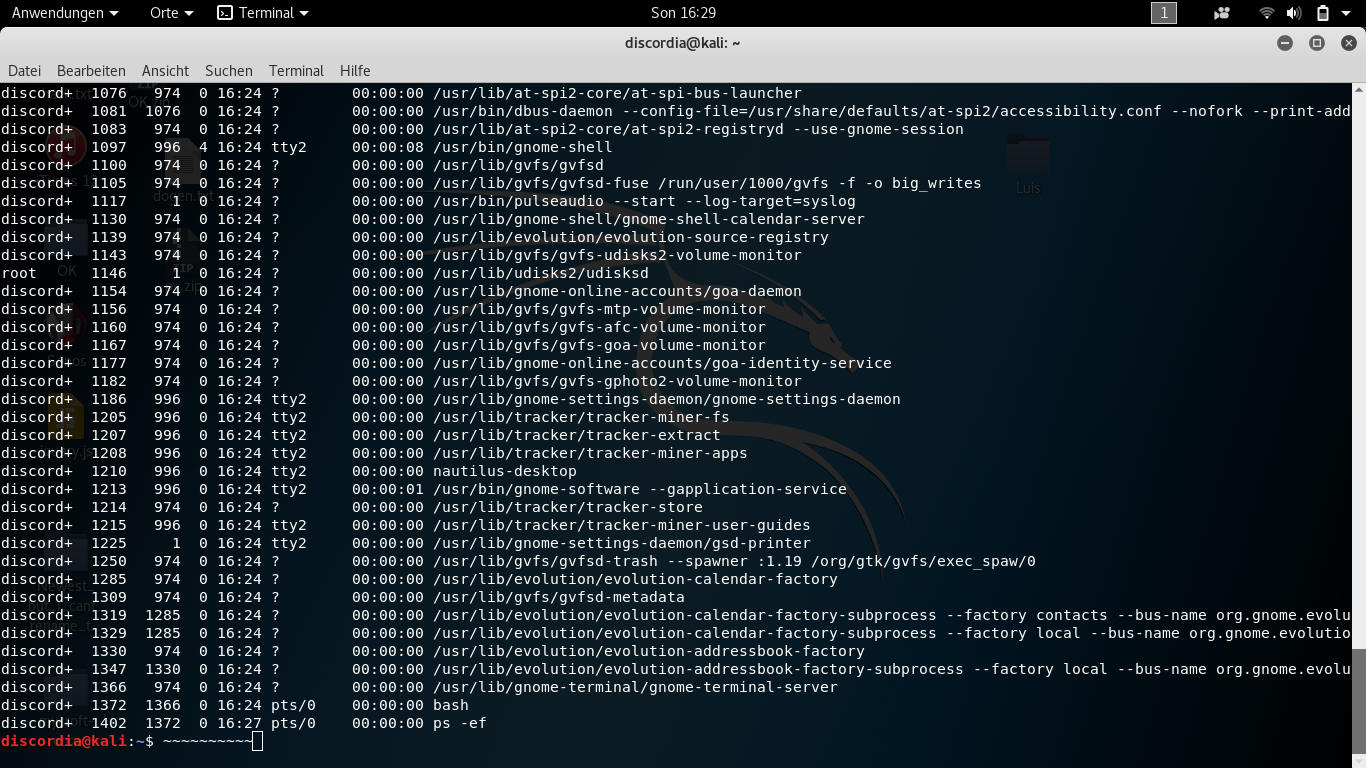 Anwendungen Orte Terminal Son 16:29 1
discordia@kali: ~
Datei Bearbeiten Ansicht Suchen Terminal Hilfe
discord+  1076   974  0 16:24 ?        00:00:00 /usr/lib/at-spi2-core/at-spi-bus-launcher
discord+  1081  1076  0 16:24 ?        00:00:00 /usr/bin/dbus-daemon --config-file=/usr/share/defaults/at-spi2/accessibility.conf --nofork --print-add
discord+  1083   974  0 16:24 ?        00:00:00 /usr/lib/at-spi2-core/at-spi2-registryd --use-gnome-session
discord+  1097   996  4 16:24 tty2     00:00:08 /usr/bin/gnome-shell
discord+  1100   974  0 16:24 ?        00:00:00 /usr/lib/gvfs/gvfsd
discord+  1105   974  0 16:24 ?        00:00:00 /usr/lib/gvfs/gvfsd-fuse /run/user/1000/gvfs -f -o big_writes
discord+  1117     1  0 16:24 ?        00:00:00 /usr/bin/pulseaudio --start --log-target=syslog
discord+  1130   974  0 16:24 ?        00:00:00 /usr/lib/gnome-shell/gnome-shell-calendar-server
discord+  1139   974  0 16:24 ?        00:00:00 /usr/lib/evolution/evolution-source-registry
discord+  1143   974  0 16:24 ?        00:00:00 /usr/lib/gvfs/gvfs-udisks2-volume-monitor
root      1146     1  0 16:24 ?        00:00:00 /usr/lib/udisks2/udisksd
discord+  1154   974  0 16:24 ?        00:00:00 /usr/lib/gnome-online-accounts/goa-daemon
discord+  1156   974  0 16:24 ?        00:00:00 /usr/lib/gvfs/gvfs-mtp-volume-monitor
discord+  1160   974  0 16:24 ?        00:00:00 /usr/lib/gvfs/gvfs-afc-volume-monitor
discord+  1167   974  0 16:24 ?        00:00:00 /usr/lib/gvfs/gvfs-goa-volume-monitor
discord+  1177   974  0 16:24 ?        00:00:00 /usr/lib/gnome-online-accounts/goa-identity-service
discord+  1182   974  0 16:24 ?        00:00:00 /usr/lib/gvfs/gvfs-gphoto2-volume-monitor
discord+  1186   996  0 16:24 tty2     00:00:00 /usr/lib/gnome-settings-daemon/gnome-settings-daemon
discord+  1205   996  0 16:24 tty2     00:00:00 /usr/lib/tracker/tracker-miner-fs
discord+  1207   996  0 16:24 tty2     00:00:00 /usr/lib/tracker/tracker-extract
discord+  1208   996  0 16:24 tty2     00:00:00 /usr/lib/tracker/tracker-miner-apps
discord+  1210   996  0 16:24 tty2     00:00:00 nautilus-desktop
discord+  1213   996  0 16:24 tty2     00:00:01 /usr/bin/gnome-software --gapplication-service
discord+  1214   974  0 16:24 ?        00:00:00 /usr/lib/tracker/tracker-store
discord+  1215   996  0 16:24 tty2     00:00:00 /usr/lib/tracker/tracker-miner-user-guides
discord+  1225     1  0 16:24 tty2     00:00:00 /usr/lib/gnome-settings-daemon/gsd-printer
discord+  1250   974  0 16:24 ?        00:00:00 /usr/lib/gvfs/gvfsd-trash --spawner :1.19 /org/gtk/gvfs/exec_spaw/0
discord+  1285   974  0 16:24 ?        00:00:00 /usr/lib/evolution/evolution-calendar-factory
discord+  1309   974  0 16:24 ?        00:00:00 /usr/lib/gvfs/gvfsd-metadata
discord+  1319  1285  0 16:24 ?        00:00:00 /usr/lib/evolution/evolution-calendar-factory-subprocess --factory contacts --bus-name org.gnome.evolu
discord+  1329  1285  0 16:24 ?        00:00:00 /usr/lib/evolution/evolution-calendar-factory-subprocess --factory local --bus-name org.gnome.evolutio
discord+  1330   974  0 16:24 ?        00:00:00 /usr/lib/evolution/evolution-addressbook-factory
discord+  1347  1330  0 16:24 ?        00:00:00 /usr/lib/evolution/evolution-addressbook-factory-subprocess --factory local --bus-name org.gnome.evolu
discord+  1366   974  0 16:24 ?        00:00:00 /usr/lib/gnome-terminal/gnome-terminal-server
discord+  1372  1366  0 16:24 pts/0    00:00:00 bash
discord+  1402  1372  0 16:27 pts/0    00:00:00 ps -ef
discordia@kali:~$ ~~~~~~~~~~
Luis
OK